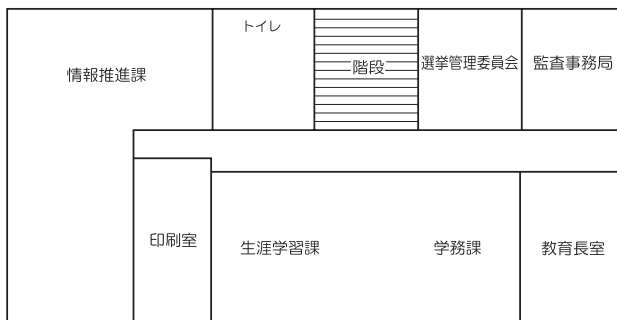 トイレ
情報推進課
階段
選挙管理委員会
監査事務局
印刷室
生涯学習課
学務課
教育長室